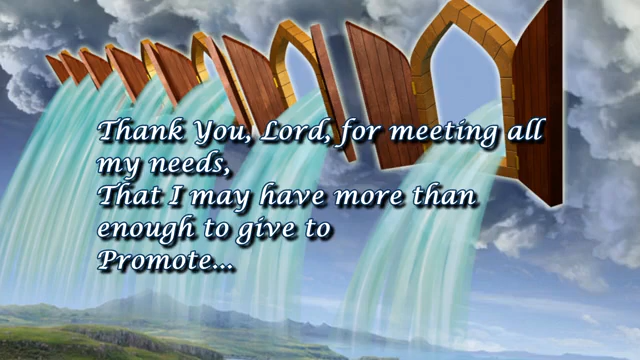 Thank You, Lord, for meeting all
my needs,
That I may have more than
enough to give to
Promote...